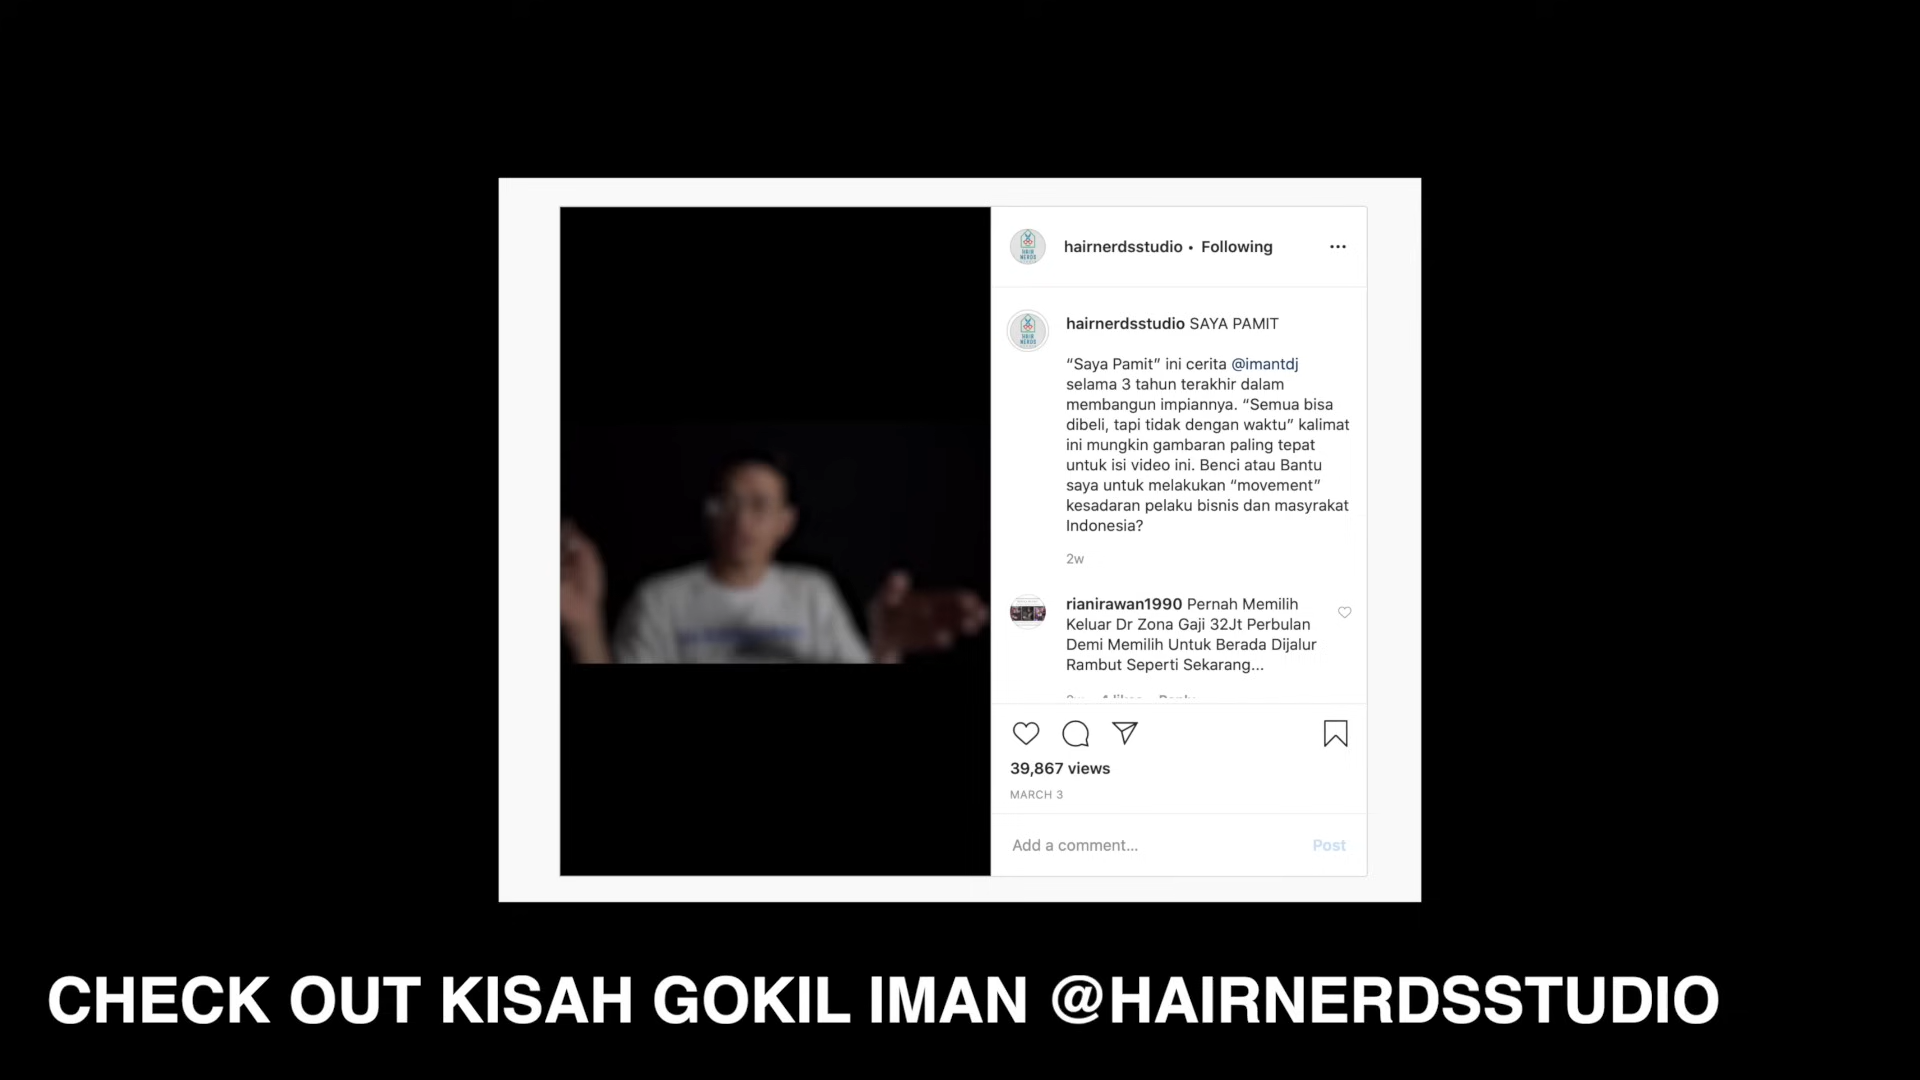 hairnerdsstudio • Following
hairnerdsstudio SAYA PAMIT
“Saya Pamit” ini cerita @imantdj
selama 3 tahun terakhir dalam
membangun impiannya. “Semua bisa
dibeli, tapi tidak dengan waktu” kalimat
ini mungkin gambaran paling tepat
untuk isi video ini. Benci atau Bantu
saya untuk melakukan “movement”
kesadaran pelaku bisnis dan masyrakat
Indonesia?
2w
rianirawan1990 Pernah Memilih
Keluar Dr Zona Gaji 32Jt Perbulan
Demi Memilih Untuk Berada Dijalur
Rambut Seperti Sekarang...
39,867 views
MARCH 3
Add a comment...
Post
CHECK OUT KISAH GOKIL IMAN @HAIRNERDSSTUDIO